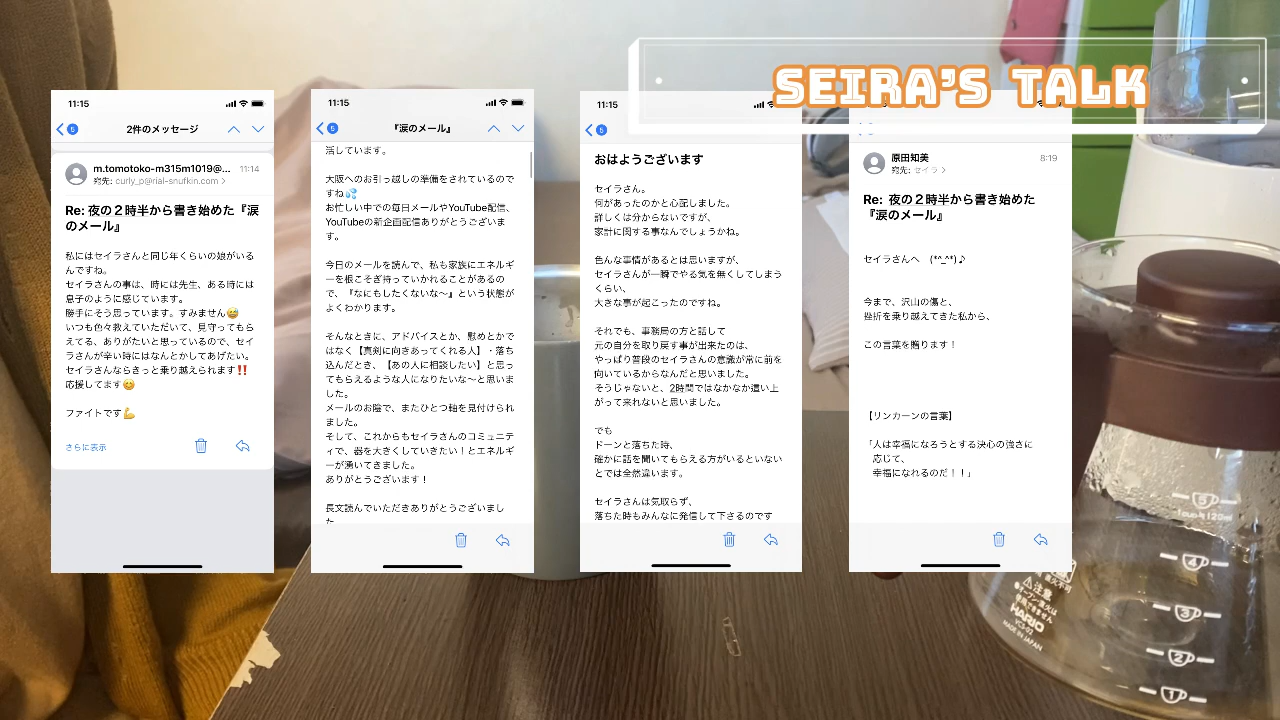 SEIRA'S TALK
11:15
5
2件のメッセージ
m.tomotoko-m315m1019@...
11:14
宛先: curly_p@rial-snufkin.com
Re: 夜の２時半から書き始めた『涙
のメール』
私にはセイラさんと同じ年くらいの娘がいる
んですね。
セイラさんの事は、時には先生、ある時には
息子のように感じています。
勝手にそう思っています。すみません😅
いつも色々教えていただいて、見守ってもら
えてる、ありがたいと思っているので、セイ
ラさんが辛い時にはなんとかしてあげたい。
セイラさんならきっと乗り越えられます‼️
応援してます😊
ファイトです💪
さらに表示
11:15
5
『涙のメール』
活しています。
大阪へのお引っ越しの準備をされているので
すね💦
お忙しい中での毎日メールやYouTube配信、
YouTubeの新企画配信ありがとうございま
す。
今日のメールを読んで、私も家族にエネルギ
ーを根こそぎ持っていかれることがあるの
で、『なにもしたくないな〜』という状態が
よくわかります。
そんなときに、アドバイスとか、慰めとかで
はなく【真剣に向きあってくれる人】・落ち
込んだとき、【あの人に相談したい】と思っ
てもらえるような人になりたいな〜と思いま
した。
メールのお陰で、またひとつ軸を見付けられ
ました。
そして、これからもセイラさんのコミュニテ
ィで、器を大きくしていきたい！とエネルギ
ーが湧いてきました。
ありがとうございます！
長文読んでいただきありがとうございまし
た
11:15
5
おはようございます
セイラさん。
何があったのかと心配しました。
詳しくは分からないですが、
家計に関する事なんでしょうかね。
色んな事情があるとは思いますが、
セイラさんが一瞬でやる気を無くしてしまう
くらい、
大きな事が起こったのですね。
それでも、事務局の方と話して
元の自分を取り戻す事が出来たのは、
やっぱり普段のセイラさんの意識が常に前を
向いているからなんだと思いました。
そうじゃないと、2時間ではなかなか這い上
がって来れないと思いました。
でも
ドーンと落ちた時、
確かに話を聞いてもらえる方がいるといない
とでは全然違います。
セイラさんは気取らず、
落ちた時もみんなに発信して下さるのです
原田知美
8:19
宛先: セイラ
Re: 夜の２時半から書き始めた
『涙のメール』
セイラさんへ　(*^_^*)♪
今まで、沢山の傷と、
挫折を乗り越えてきた私から、
この言葉を贈ります！
【リンカーンの言葉】
「人は幸福になろうとする決心の強さに
応じて、
幸福になれるのだ！！」
5
1cup=120ml
4
3
2
1
直火不可
注意
HARIO
VCS-02
MADE IN JAPAN